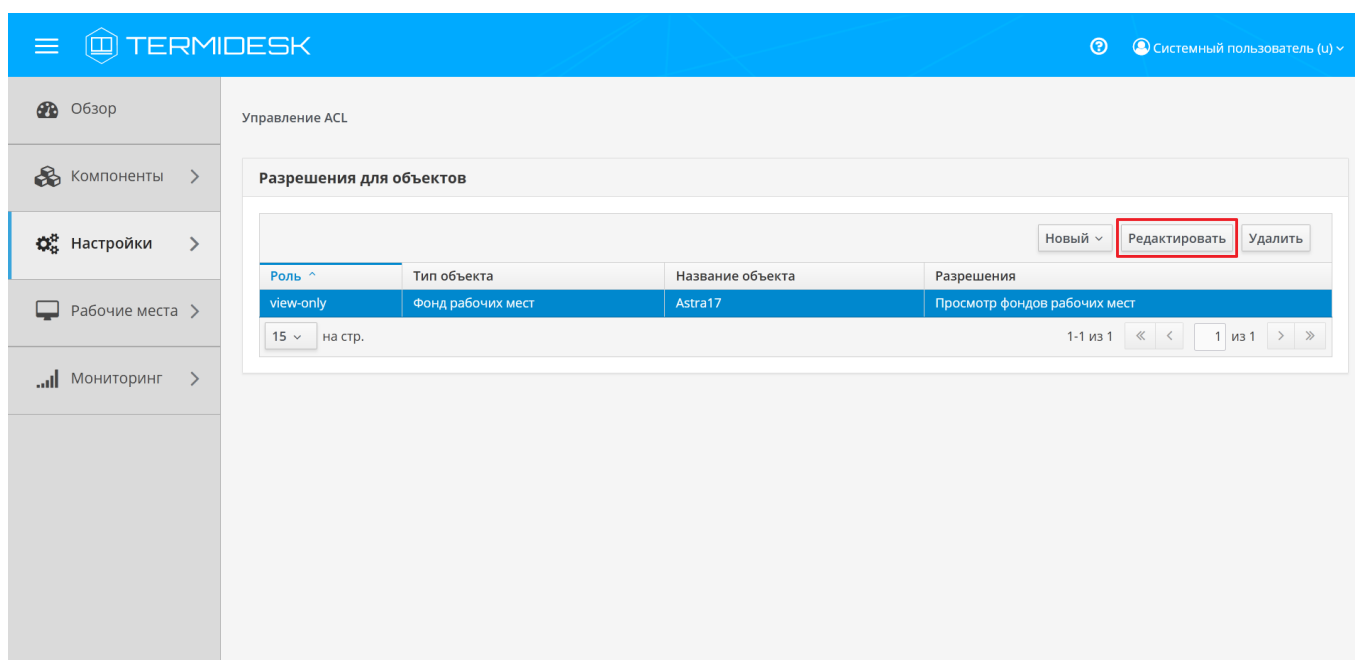 TERMIDESK
Системный пользователь (u)
Обзор
Компоненты
Настройки
Рабочие места
Мониторинг
Управление ACL
Разрешения для объектов
Новый Редактировать Удалить
Роль Тип объекта Название объекта Разрешения
view-only Фонд рабочих мест Astra17 Просмотр фондов рабочих мест
15 на стр. 1-1 из 1 « < 1 из 1 > »